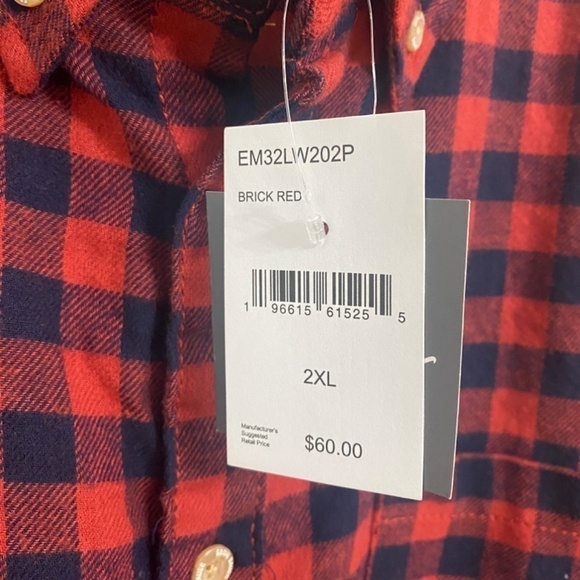 EM32LW202P
BRICK RED
1 96615 61525 5
2XL
Manufacturer's
Suggested
Retail Price
$60.00